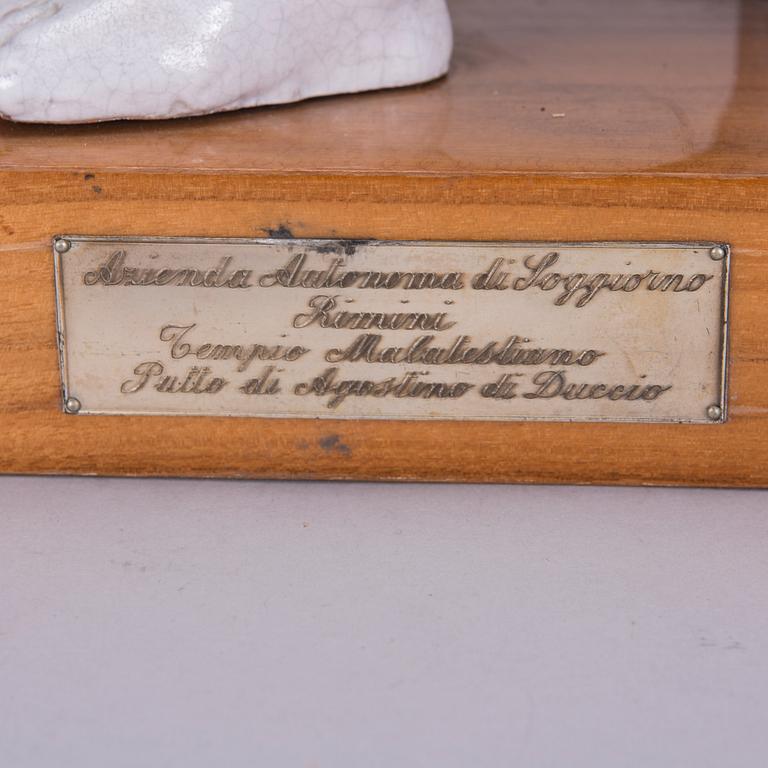 Azienda Autonoma di Soggiorno
Rimini
Tempio Malatestiano
Putto di Agostino di Duccio